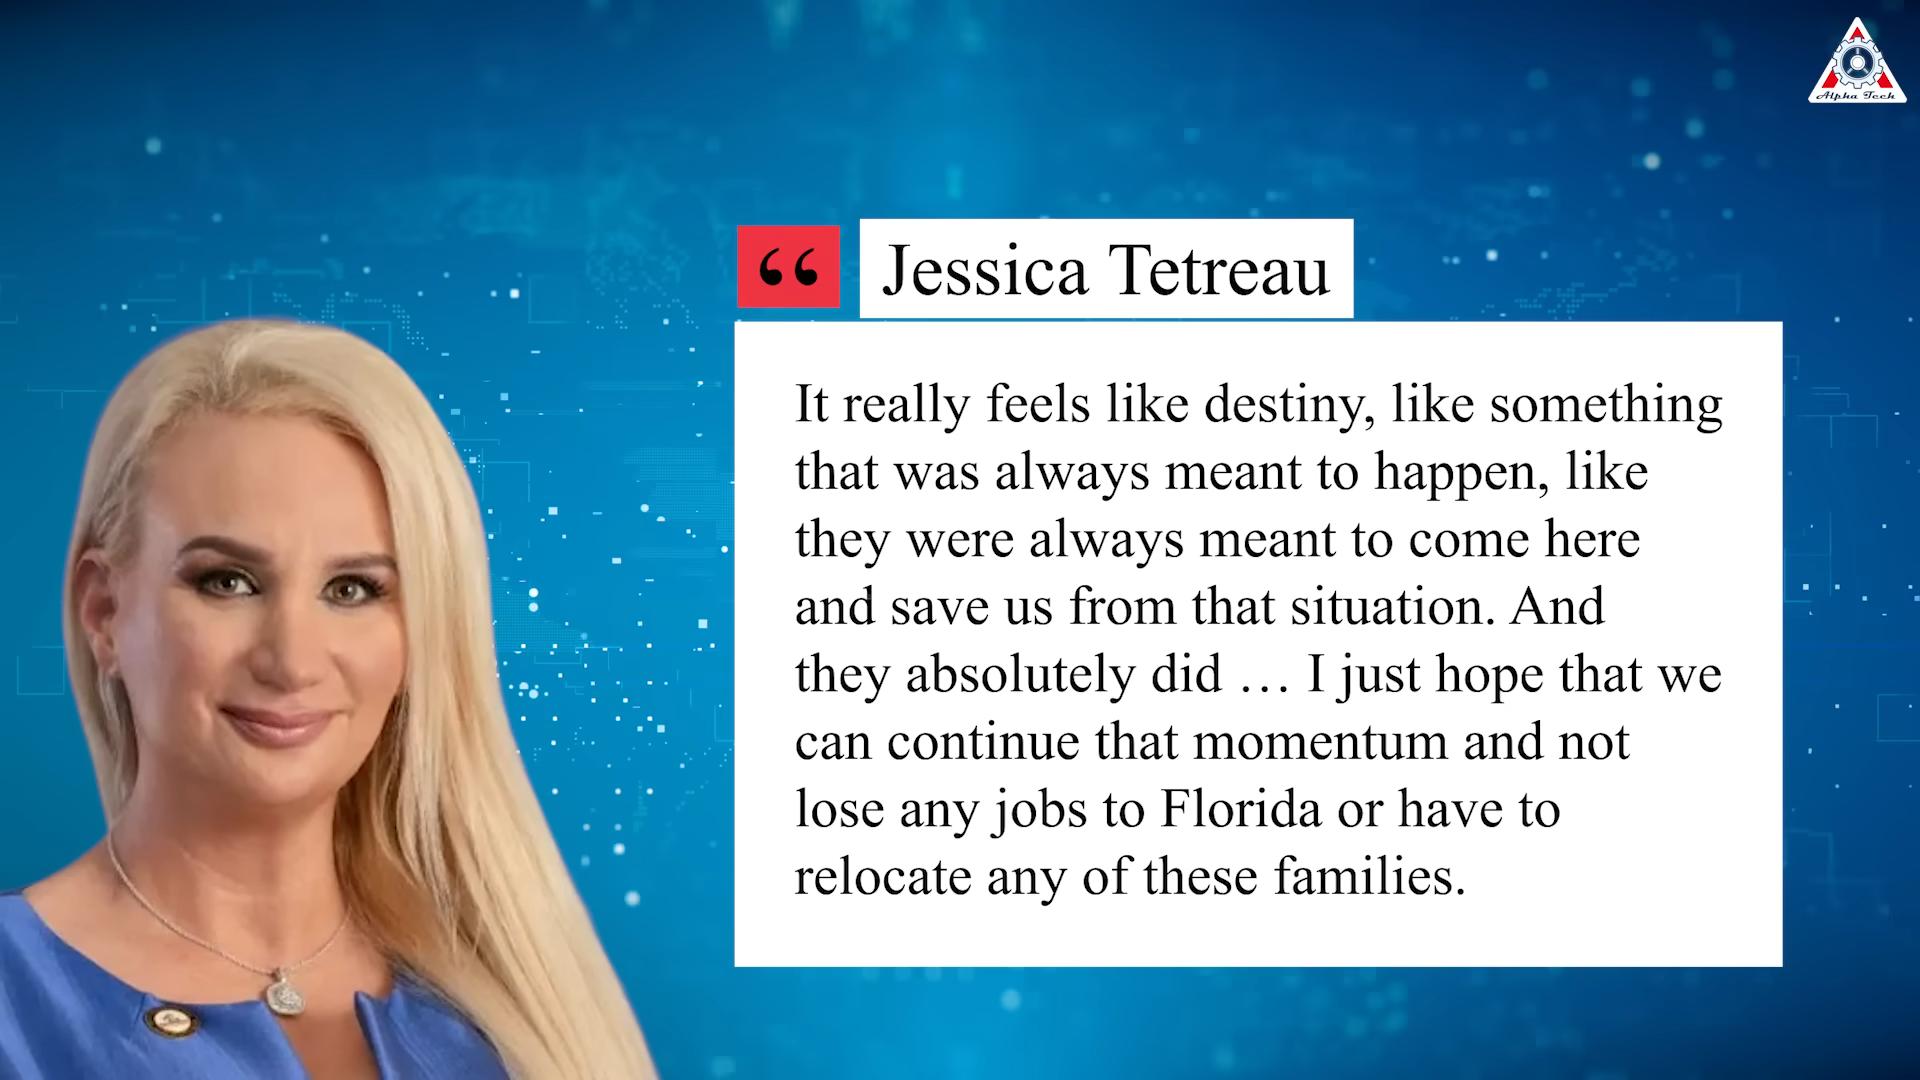 Alpha Tech
“ Jessica Tetreau
It really feels like destiny, like something
that was always meant to happen, like
they were always meant to come here
and save us from that situation. And
they absolutely did … I just hope that we
can continue that momentum and not
lose any jobs to Florida or have to
relocate any of these families.